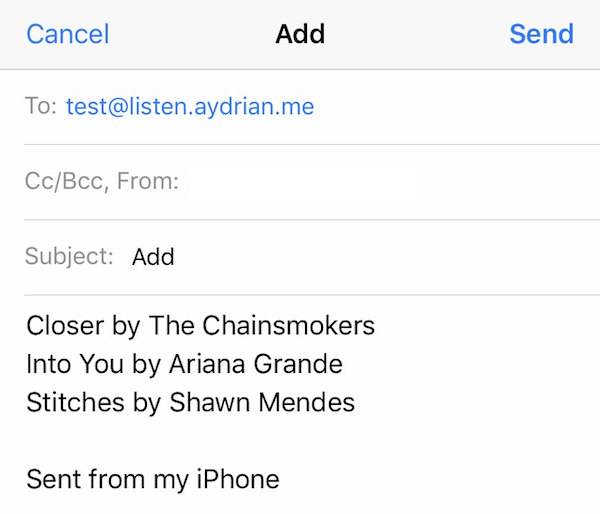 Cancel Add Send
To: test@listen.aydrian.me
Cc/Bcc, From:
Subject: Add
Closer by The Chainsmokers
Into You by Ariana Grande
Stitches by Shawn Mendes
Sent from my iPhone